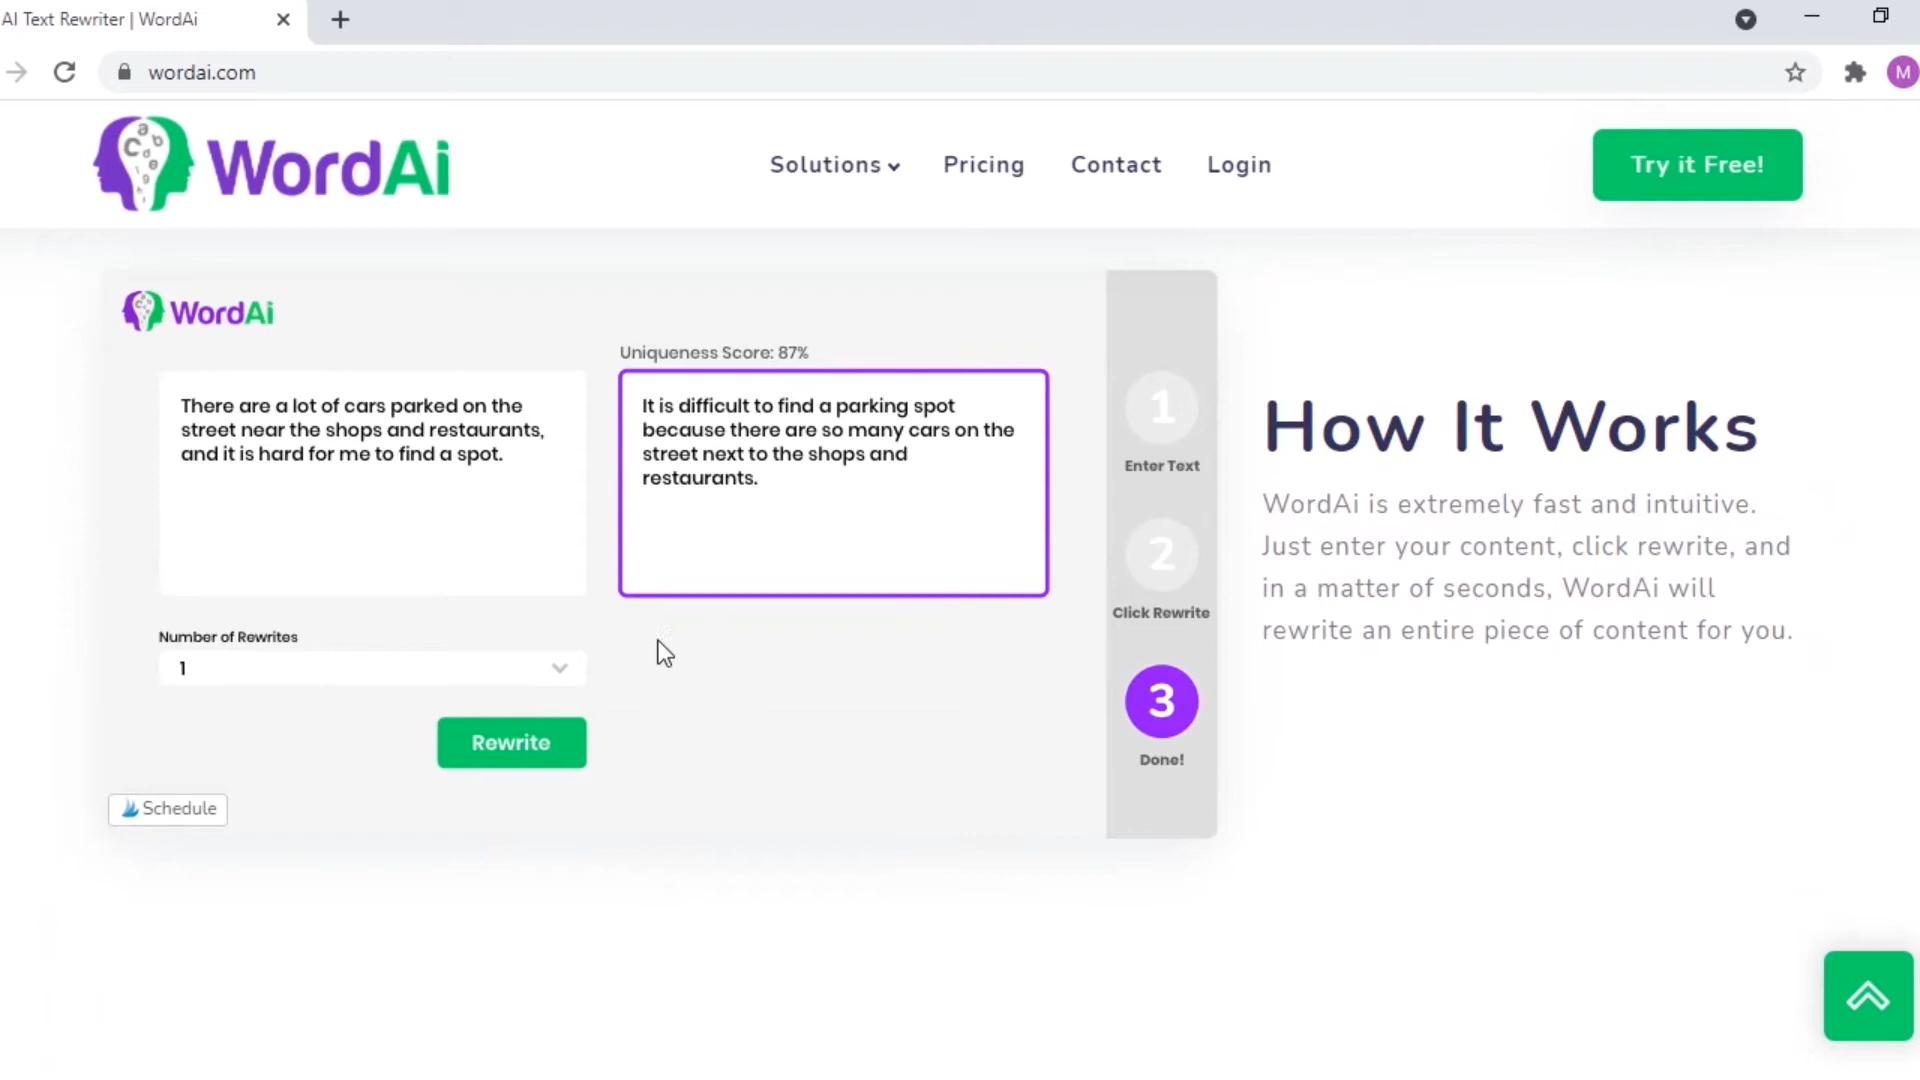 AI Text Rewriter | WordAi
wordai.com
M
WordAi
Solutions
Pricing
Contact
Login
Try it Free!
WordAi
Uniqueness Score: 87%
There are a lot of cars parked on the
street near the shops and restaurants,
and it is hard for me to find a spot.
It is difficult to find a parking spot
because there are so many cars on the
street next to the shops and
restaurants.
Number of Rewrites
1
Rewrite
Schedule
1
Enter Text
2
Click Rewrite
3
Done!
How It Works
WordAi is extremely fast and intuitive.
Just enter your content, click rewrite, and
in a matter of seconds, WordAi will
rewrite an entire piece of content for you.